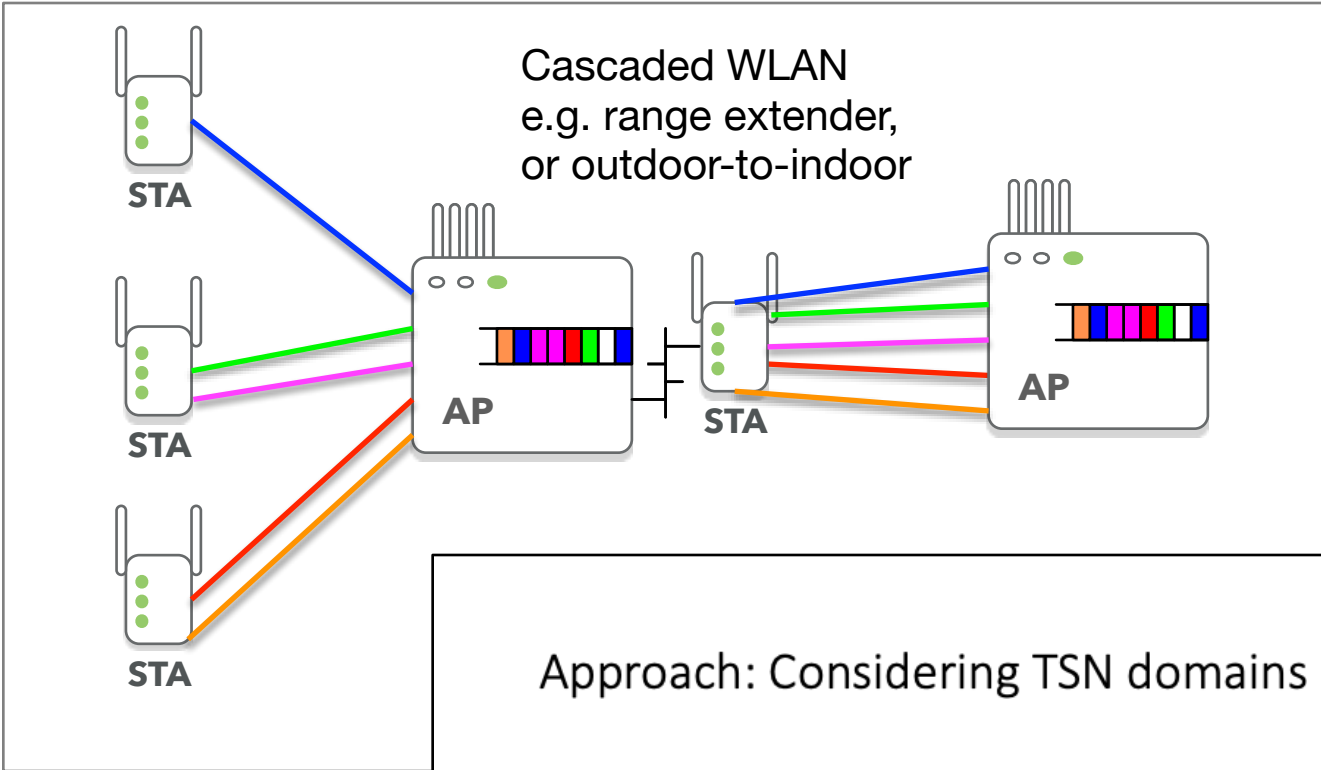 Cascaded WLAN
e.g. range extender,
or outdoor-to-indoor
STA
STA
STA
AP
STA
AP
Approach: Considering TSN domains